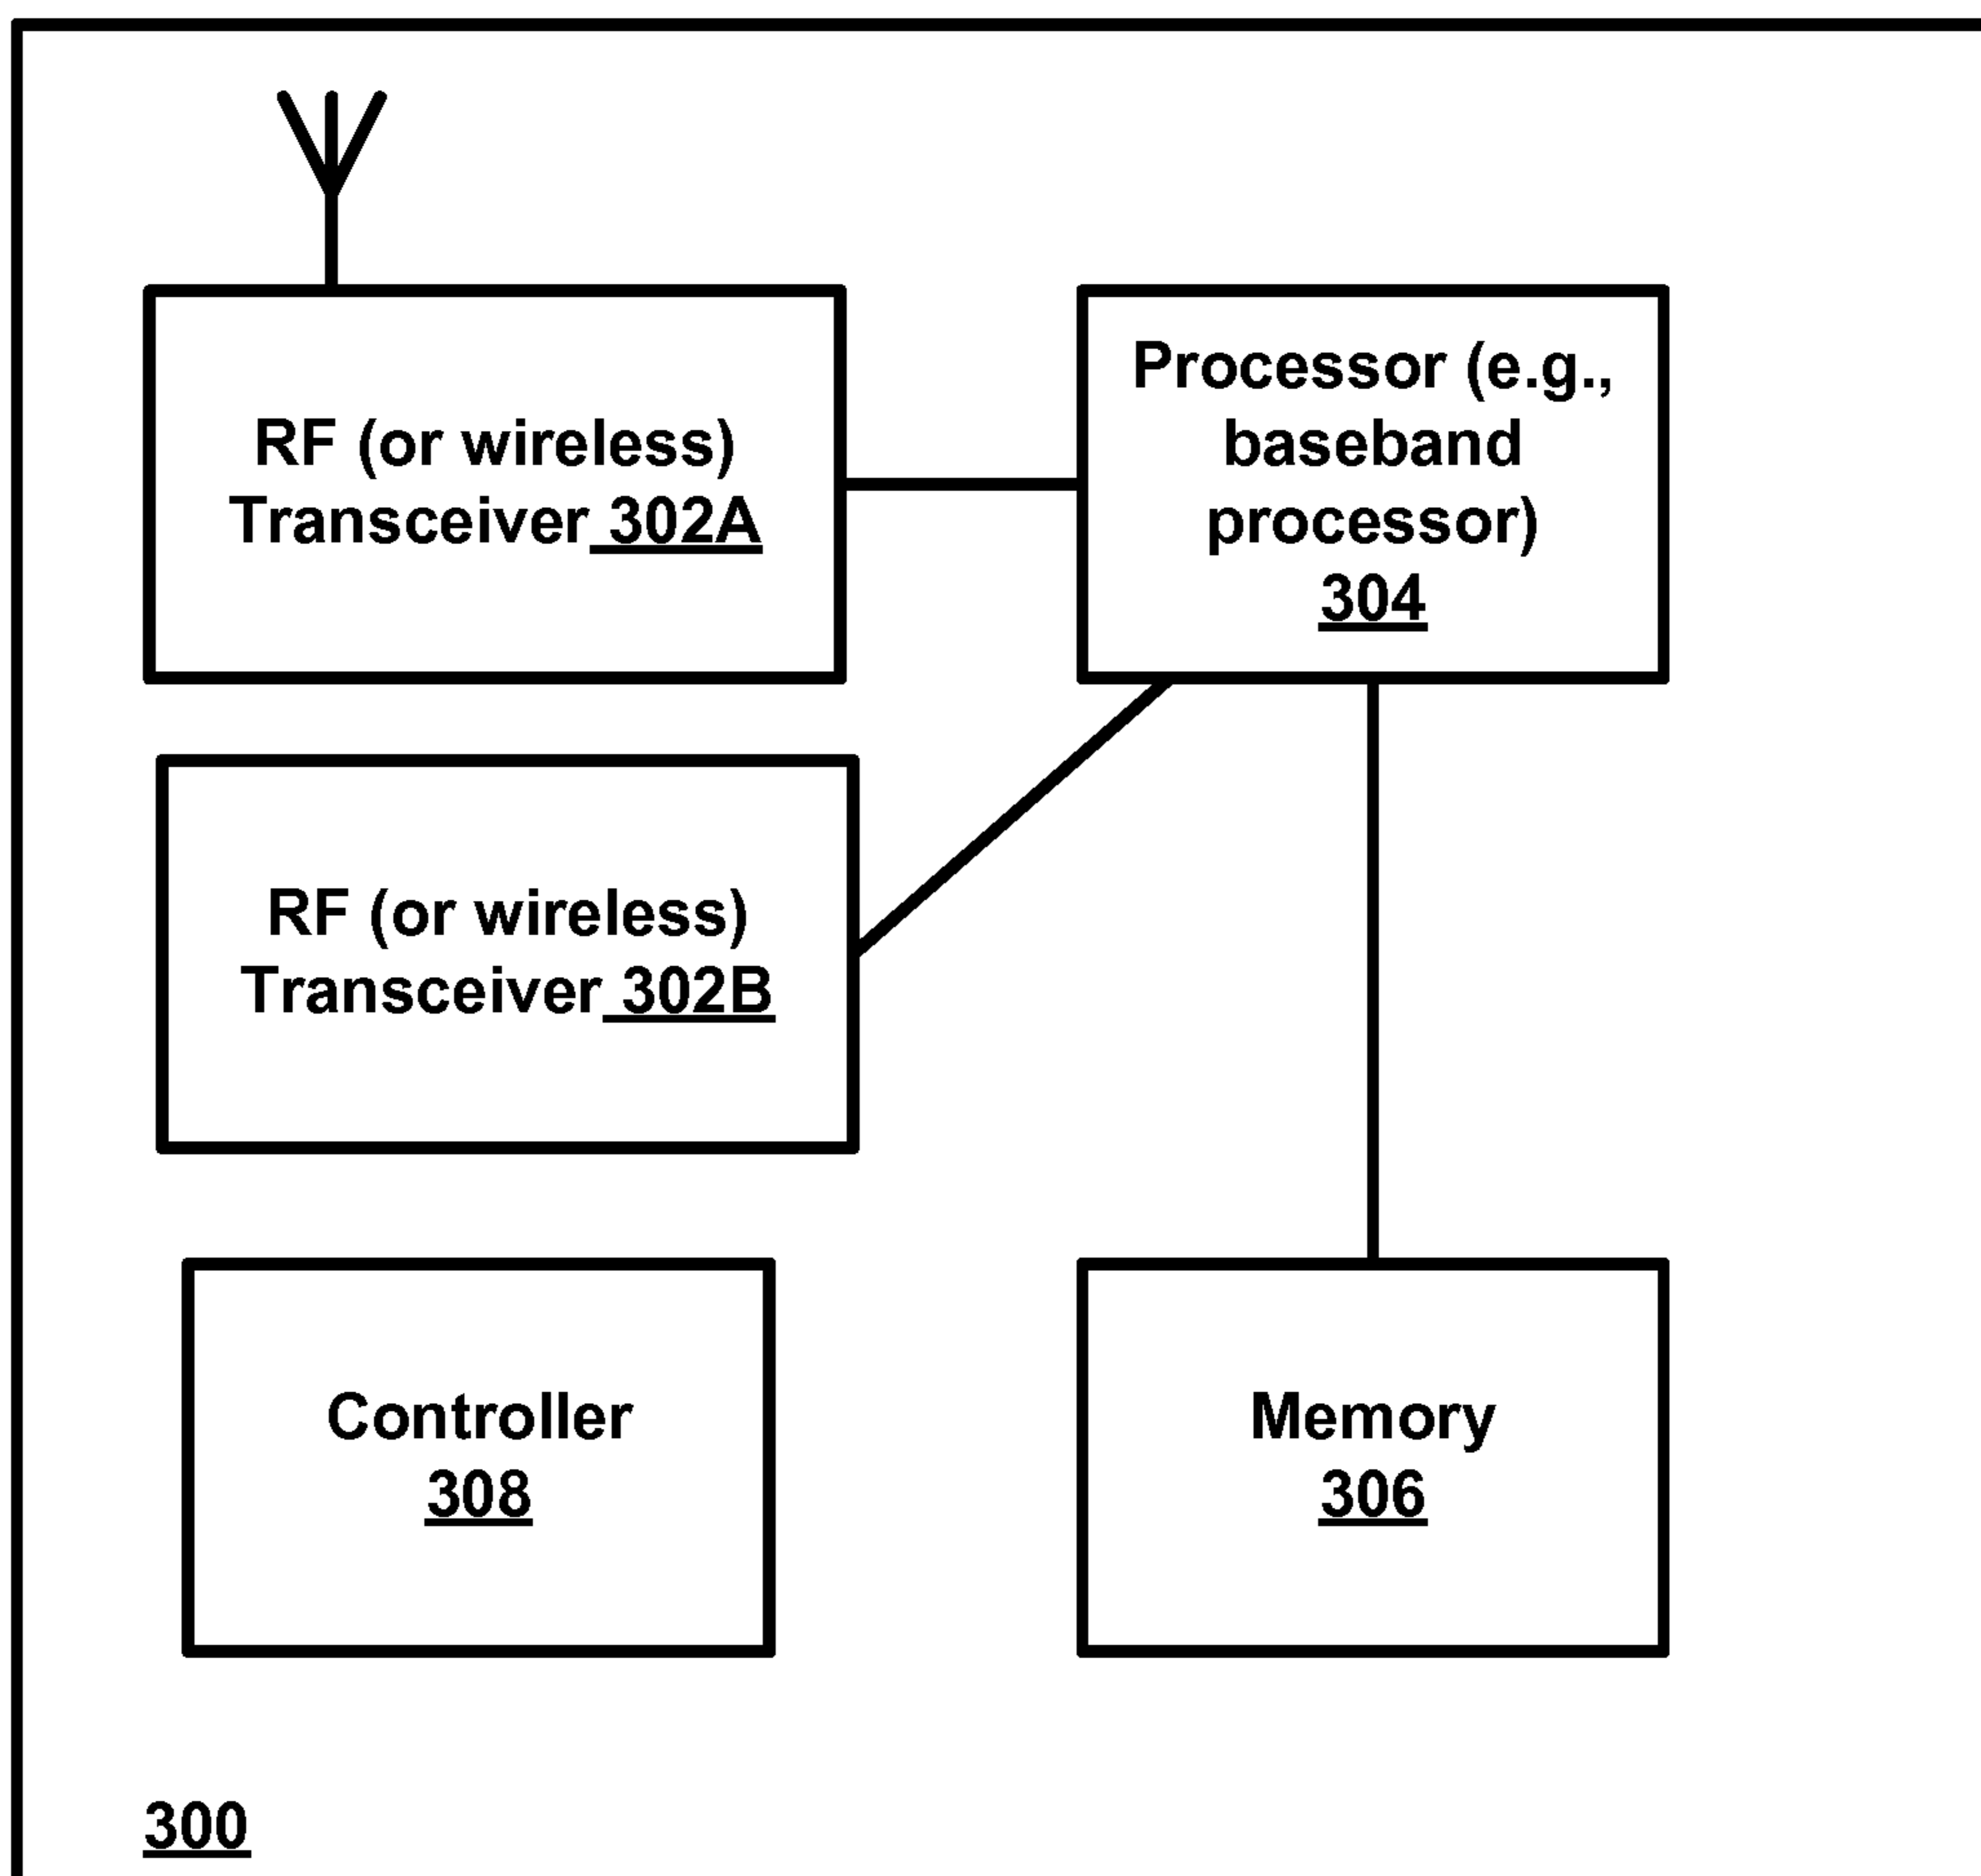 RF (or wireless)
Transceiver 302A
Processor (e.g.,
baseband
processor)
304
RF (or wireless)
Transceiver 302B
Controller
308
Memory
306
300